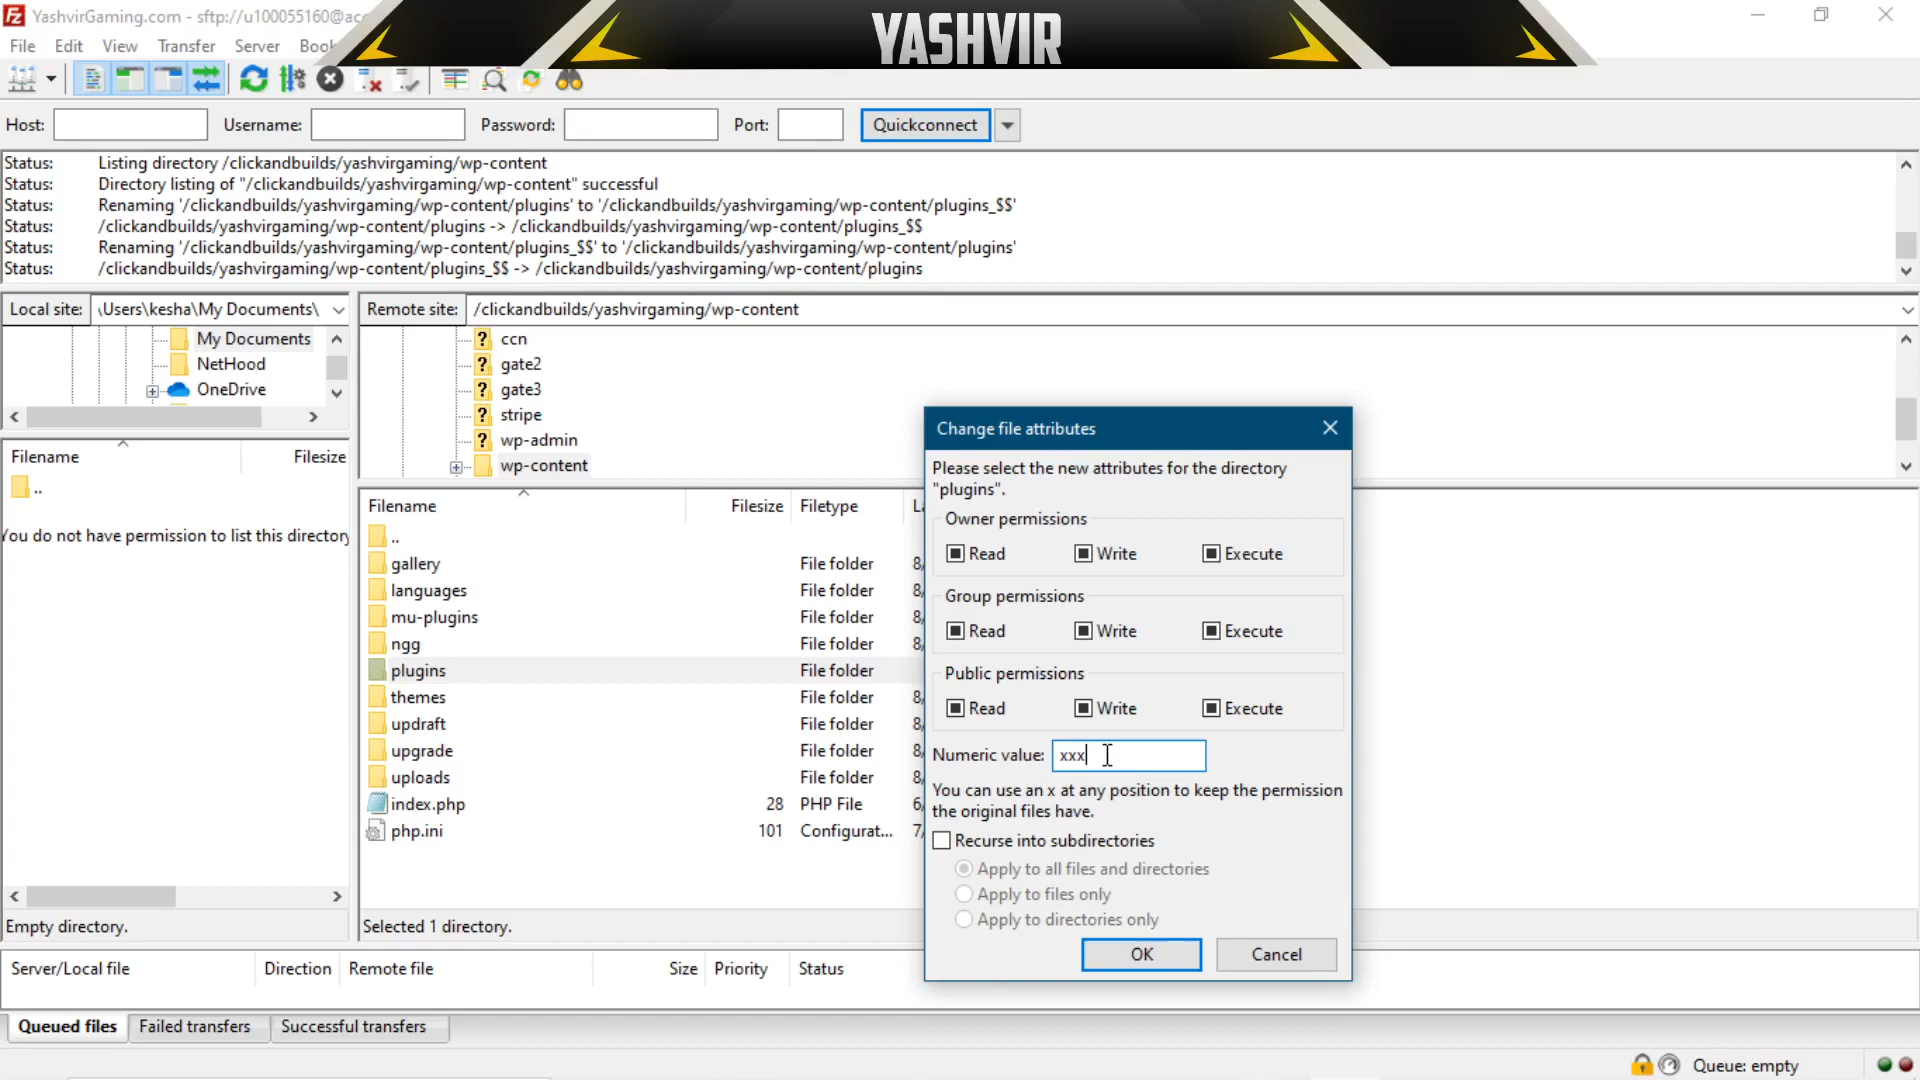 YashvirGaming.com - sftp://u100055160@acc
YASHVIR
File Edit View Transfer Server Book
Host: Username: Password: Port: Quickconnect
Status: Listing directory /clickandbuilds/yashvirgaming/wp-content
Status: Directory listing of "/clickandbuilds/yashvirgaming/wp-content" successful
Status: Renaming '/clickandbuilds/yashvirgaming/wp-content/plugins' to '/clickandbuilds/yashvirgaming/wp-content/plugins_$$'
Status: /clickandbuilds/yashvirgaming/wp-content/plugins -> /clickandbuilds/yashvirgaming/wp-content/plugins_$$
Status: Renaming '/clickandbuilds/yashvirgaming/wp-content/plugins_$$' to '/clickandbuilds/yashvirgaming/wp-content/plugins'
Status: /clickandbuilds/yashvirgaming/wp-content/plugins_$$ -> /clickandbuilds/yashvirgaming/wp-content/plugins
Local site: \Users\kesha\My Documents\
My Documents
NetHood
OneDrive
Filename Filesize
..
You do not have permission to list this directory
Empty directory.
Remote site: /clickandbuilds/yashvirgaming/wp-content
? ccn
? gate2
? gate3
? stripe
? wp-admin
wp-content
Filename Filesize Filetype La
..
gallery File folder 8/
languages File folder 8/
mu-plugins File folder 8/
ngg File folder 8/
plugins File folder
themes File folder 8/
updraft File folder 8/
upgrade File folder 8/
uploads File folder 8/
index.php 28 PHP File 6/
php.ini 101 Configurat... 7/
Selected 1 directory.
Change file attributes
Please select the new attributes for the directory
"plugins".
Owner permissions
Read Write Execute
Group permissions
Read Write Execute
Public permissions
Read Write Execute
Numeric value: xxx
You can use an x at any position to keep the permission
the original files have.
Recurse into subdirectories
Apply to all files and directories
Apply to files only
Apply to directories only
OK Cancel
Server/Local file Direction Remote file Size Priority Status
Queued files Failed transfers Successful transfers
Queue: empty